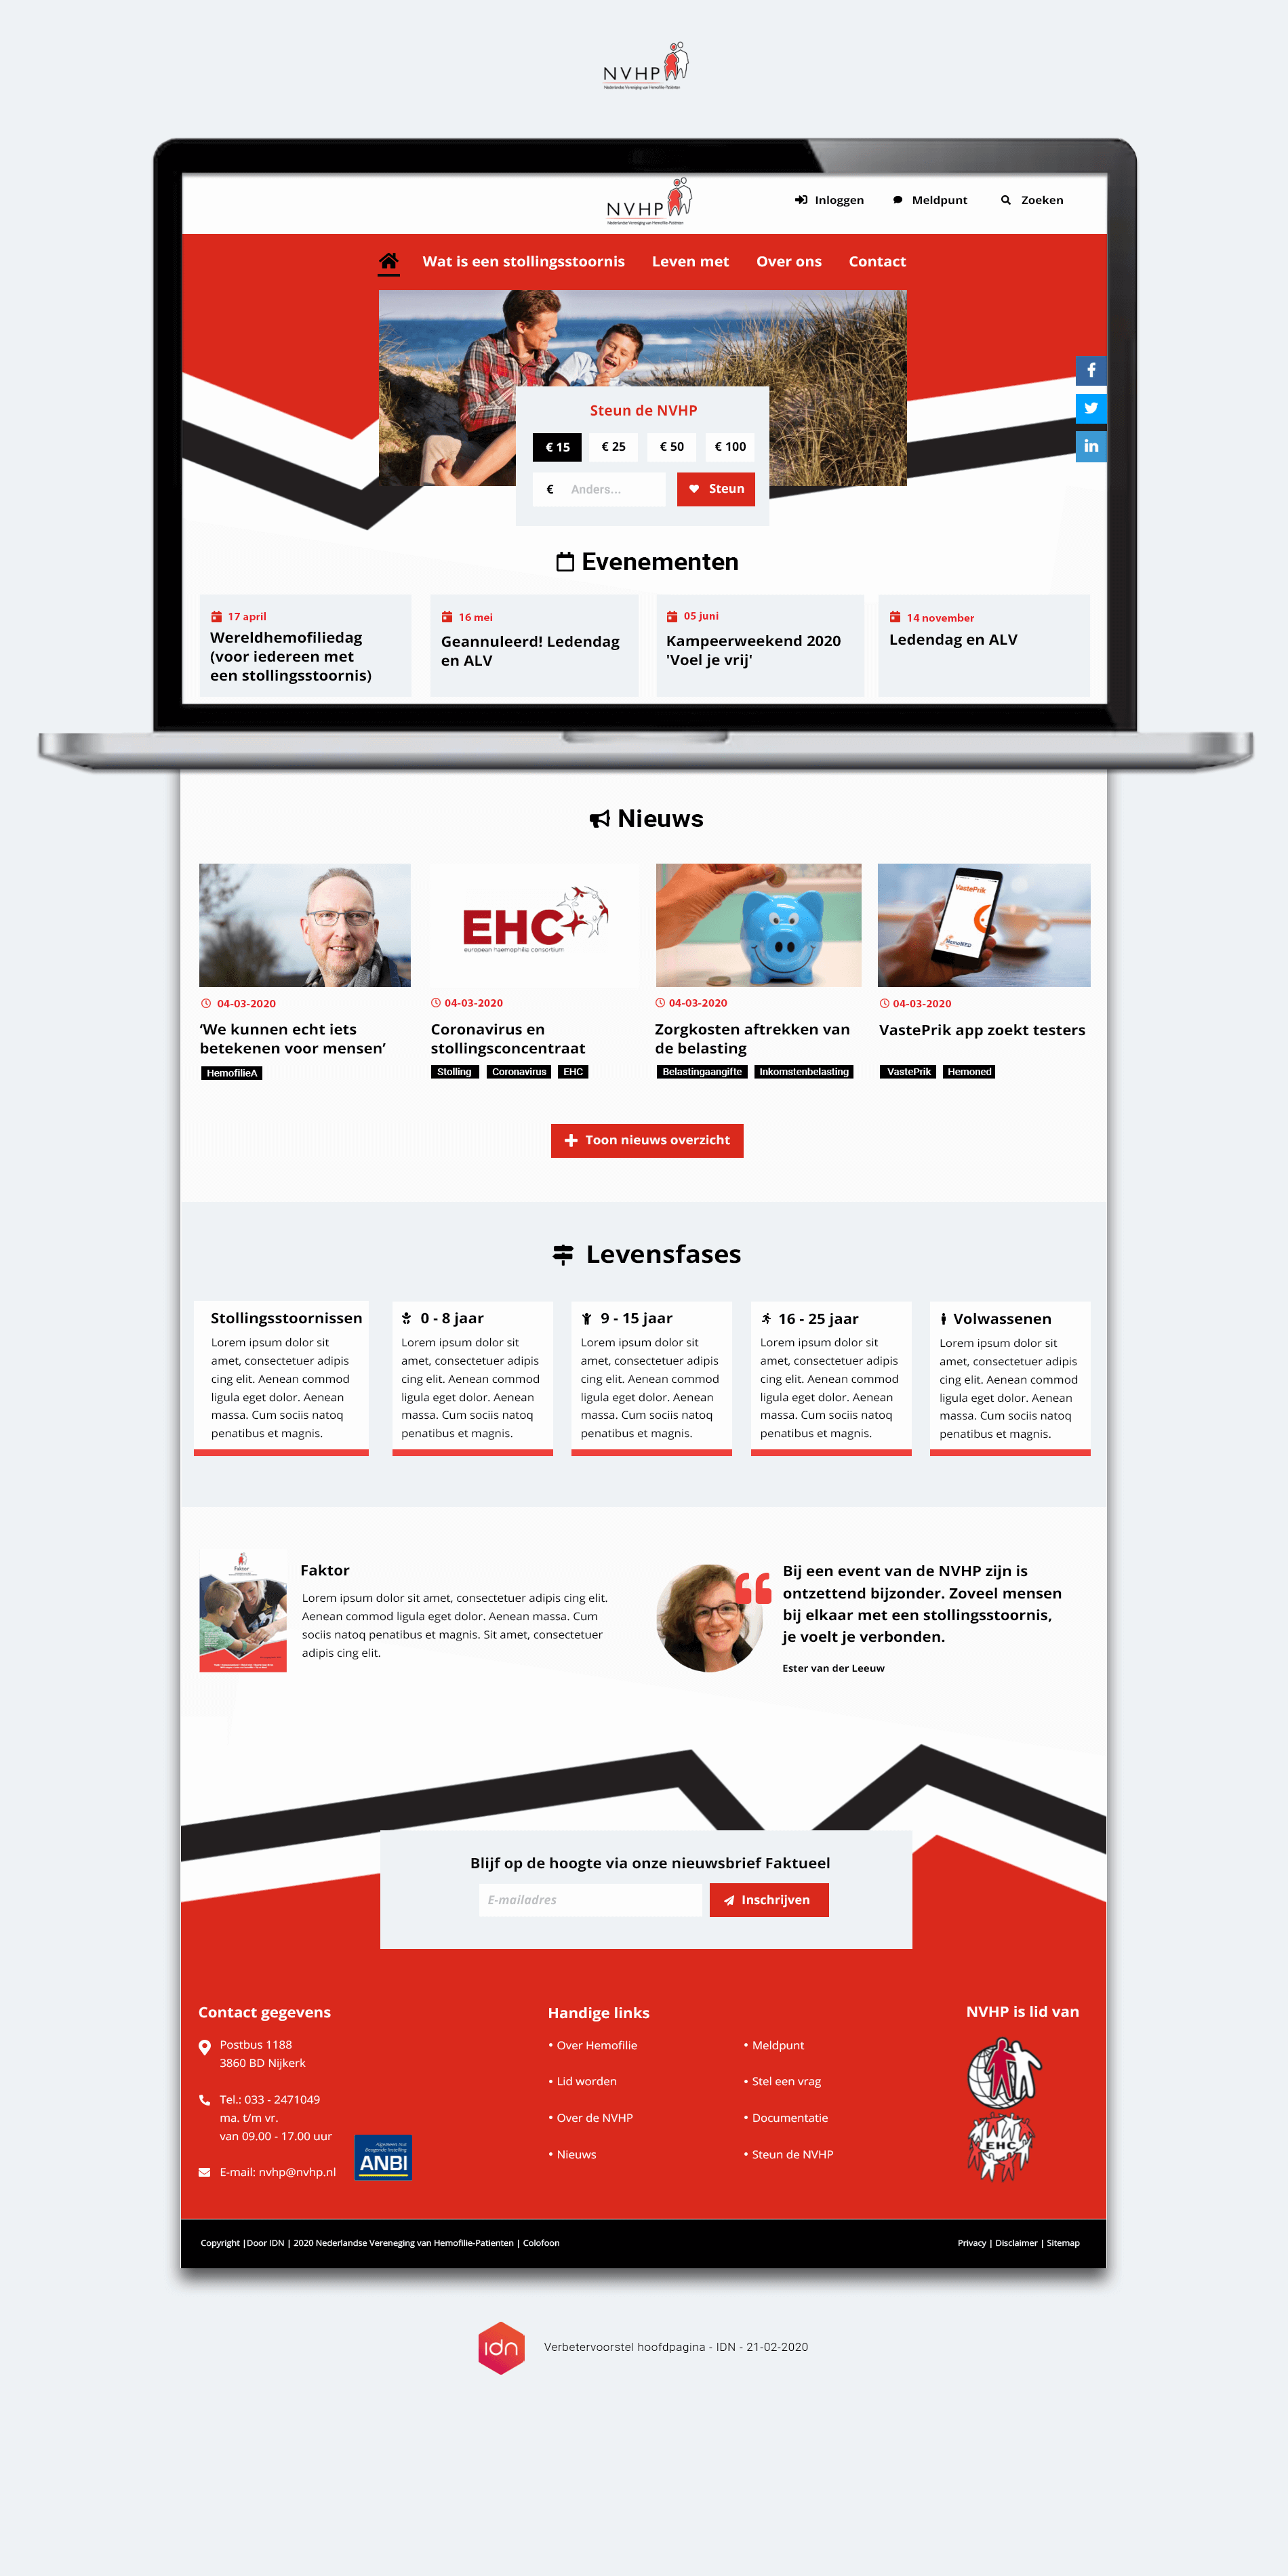 NVHP
Nederlandse Vereniging van Hemofilie-Patiënten
NVHP
Nederlandse Vereniging van Hemofilie-Patiënten
Inloggen
Meldpunt
Zoeken
Wat is een stollingsstoornis
Leven met
Over ons
Contact
Steun de NVHP
€ 15
€ 25
€ 50
€ 100
€ Anders...
Steun
Evenementen
17 april
Wereldhemofiliedag
(voor iedereen met
een stollingsstoornis)
16 mei
Geannuleerd! Ledendag
en ALV
05 juni
Kampeerweekend 2020
'Voel je vrij'
14 november
Ledendag en ALV
Nieuws
04-03-2020
‘We kunnen echt iets
betekenen voor mensen’
HemofilieA
EHC
european haemophilia consortium
04-03-2020
Coronavirus en
stollingsconcentraat
Stolling
Coronavirus
EHC
04-03-2020
Zorgkosten aftrekken van
de belasting
Belastingaangifte
Inkomstenbelasting
VastePrik
HemoNED
04-03-2020
VastePrik app zoekt testers
VastePrik
Hemoned
Toon nieuws overzicht
Levensfases
Stollingsstoornissen
Lorem ipsum dolor sit
amet, consectetuer adipis
cing elit. Aenean commod
ligula eget dolor. Aenean
massa. Cum sociis natoq
penatibus et magnis.
0 - 8 jaar
Lorem ipsum dolor sit
amet, consectetuer adipis
cing elit. Aenean commod
ligula eget dolor. Aenean
massa. Cum sociis natoq
penatibus et magnis.
9 - 15 jaar
Lorem ipsum dolor sit
amet, consectetuer adipis
cing elit. Aenean commod
ligula eget dolor. Aenean
massa. Cum sociis natoq
penatibus et magnis.
16 - 25 jaar
Lorem ipsum dolor sit
amet, consectetuer adipis
cing elit. Aenean commod
ligula eget dolor. Aenean
massa. Cum sociis natoq
penatibus et magnis.
Volwassenen
Lorem ipsum dolor sit
amet, consectetuer adipis
cing elit. Aenean commod
ligula eget dolor. Aenean
massa. Cum sociis natoq
penatibus et magnis.
Faktor
Faktor
Lorem ipsum dolor sit amet, consectetuer adipis cing elit.
Aenean commod ligula eget dolor. Aenean massa. Cum
sociis natoq penatibus et magnis. Sit amet, consectetuer
adipis cing elit.
Bij een event van de NVHP zijn is
ontzettend bijzonder. Zoveel mensen
bij elkaar met een stollingsstoornis,
je voelt je verbonden.
Ester van der Leeuw
Blijf op de hoogte via onze nieuwsbrief Faktueel
E-mailadres
Inschrijven
Contact gegevens
Postbus 1188
3860 BD Nijkerk
Tel.: 033 - 2471049
ma. t/m vr.
van 09.00 - 17.00 uur
E-mail: nvhp@nvhp.nl
Algemeen Nut
Beogende Instelling
ANBI
Handige links
• Over Hemofilie
• Lid worden
• Over de NVHP
• Nieuws
• Meldpunt
• Stel een vrag
• Documentatie
• Steun de NVHP
NVHP is lid van
EHC
Copyright |Door IDN | 2020 Nederlandse Vereneging van Hemofilie-Patienten | Colofoon
Privacy | Disclaimer | Sitemap
idn
Verbetervoorstel hoofdpagina - IDN - 21-02-2020